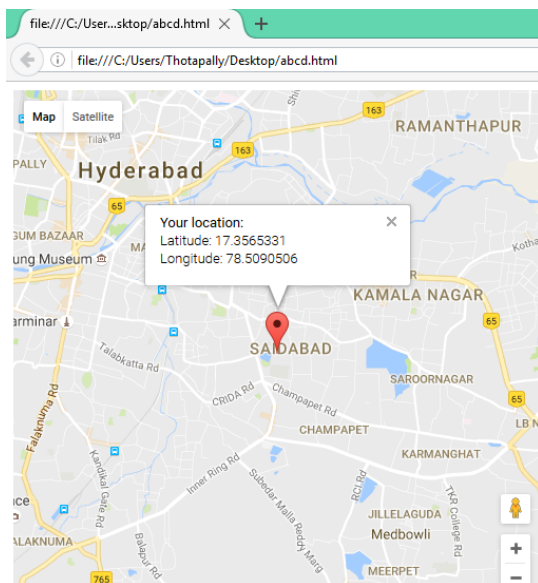 file:///C:/User...sktop/abcd.html
file:///C:/Users/Thotapally/Desktop/abcd.html
Map Satellite
163
RAMANTHAPUR
Tilak Rd
PALLY
163
Hyderabad
65
Your location:
Latitude: 17.3565331
Longitude: 78.5090506
GUM BAZAAR
MA
ung Museum
R
Kotha
KAMALA NAGAR
arminar
65
SAIDABAD
Talabkatta Rd
SAROORNAGAR
CRIDA Rd
Champapet Rd
65
Falaknuma Rd
CHAMPAPET
LB N
KARMANGHAT
Inner Ring Rd
Kandikal Gate Rd
Subedar Malla Reddy Marg
RCI Rd
TKR College Rd
ace
JILLELAGUDA
Medbowli
ALAKNUMA
Balapur Rd
MEERPET
765